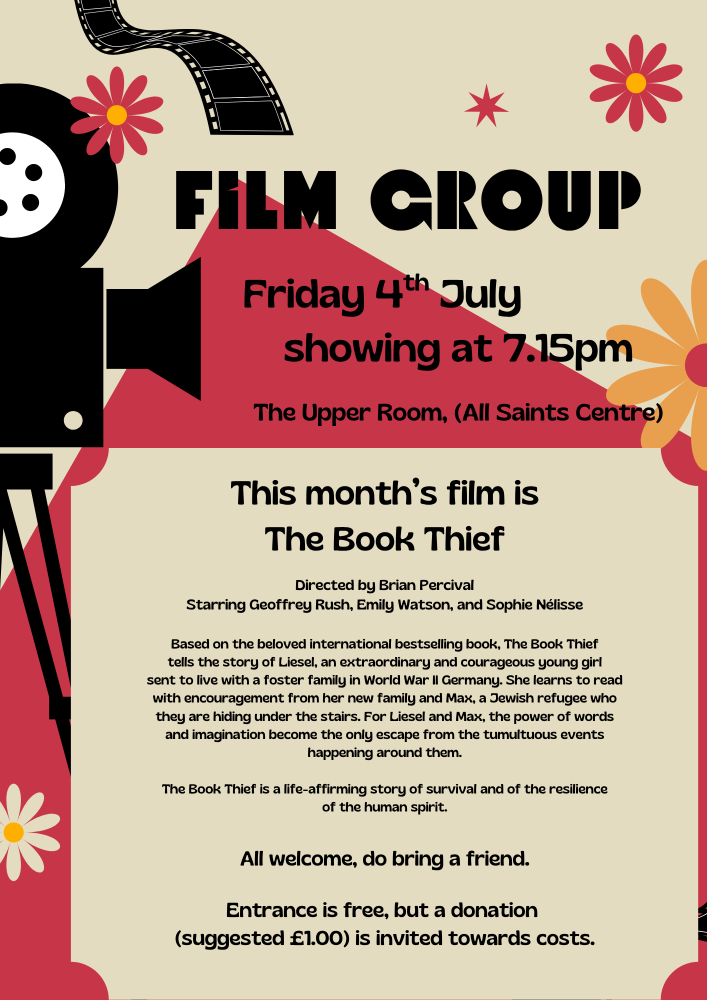 FILM GROUP
Friday 4th July
showing at 7.15pm
The Upper Room, (All Saints Centre)
This month's film is
The Book Thief
Directed by Brian Percival
Starring Geoffrey Rush, Emily Watson, and Sophie Nélisse
Based on the beloved international bestselling book, The Book Thief
tells the story of Liesel, an extraordinary and courageous young girl
sent to live with a foster family in World War II Germany. She learns to read
with encouragement from her new family and Max, a Jewish refugee who
they are hiding under the stairs. For Liesel and Max, the power of words
and imagination become the only escape from the tumultuous events
happening around them.
The Book Thief is a life-affirming story of survival and of the resilience
of the human spirit.
All welcome, do bring a friend.
Entrance is free, but a donation
(suggested £1.00) is invited towards costs.